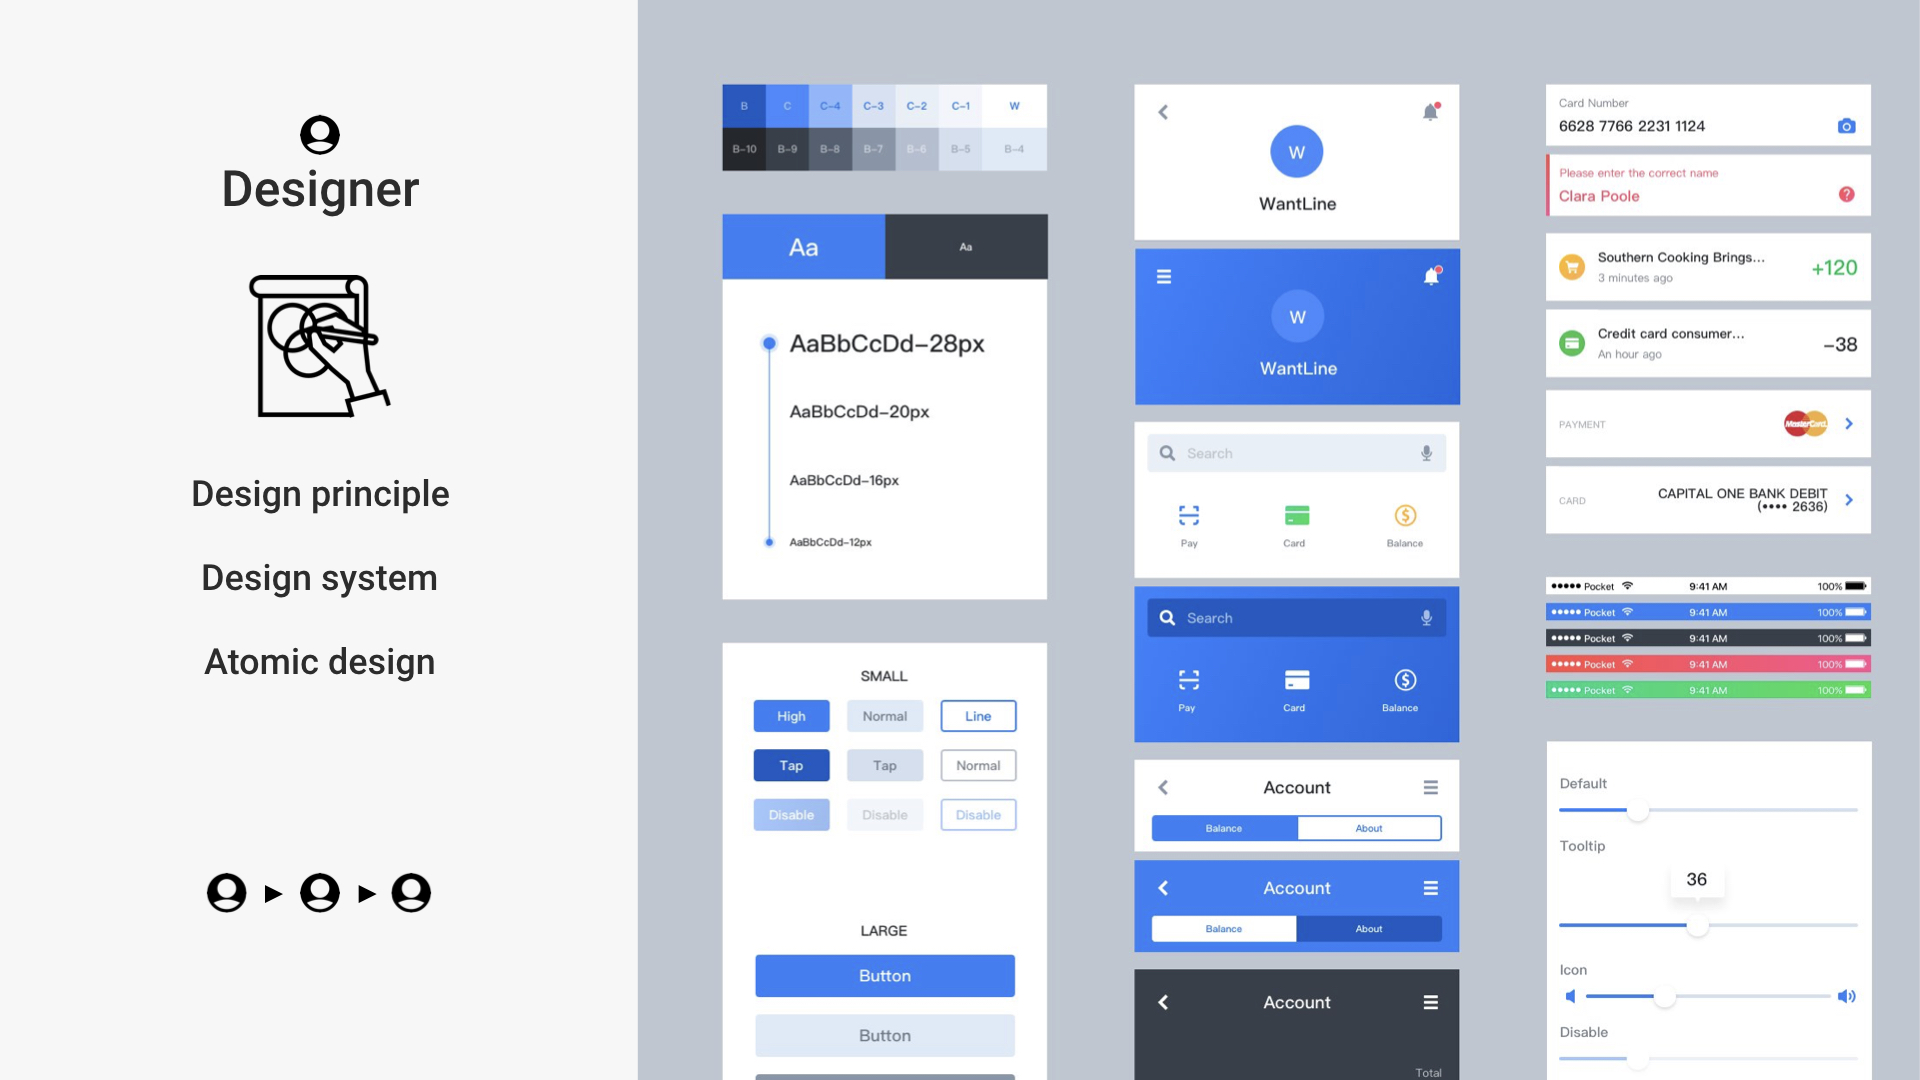 Designer
Design principle
Design system
Atomic design
B C C-4 C-3 C-2 C-1 W
B-10 B-9 B-8 B-7 B-6 B-5 B-4
Aa Aa
AaBbCcDd-28px
AaBbCcDd-20px
AaBbCcDd-16px
AaBbCcDd-12px
SMALL
High Normal Line
Tap Tap Normal
Disable Disable Disable
LARGE
Button
Button
W
WantLine
W
WantLine
Search
Pay Card Balance
Search
Pay Card Balance
Account
Balance About
Account
Balance About
Account
Total
Card Number
6628 7766 2231 1124
Please enter the correct name
Clara Poole
?
Southern Cooking Brings...
3 minutes ago
+120
Credit card consumer...
An hour ago
-38
PAYMENT MasterCard
CARD CAPITAL ONE BANK DEBIT
(•••• 2636)
••••• Pocket 9:41 AM 100%
••••• Pocket 9:41 AM 100%
••••• Pocket 9:41 AM 100%
••••• Pocket 9:41 AM 100%
••••• Pocket 9:41 AM 100%
Default
Tooltip
36
Icon
Disable